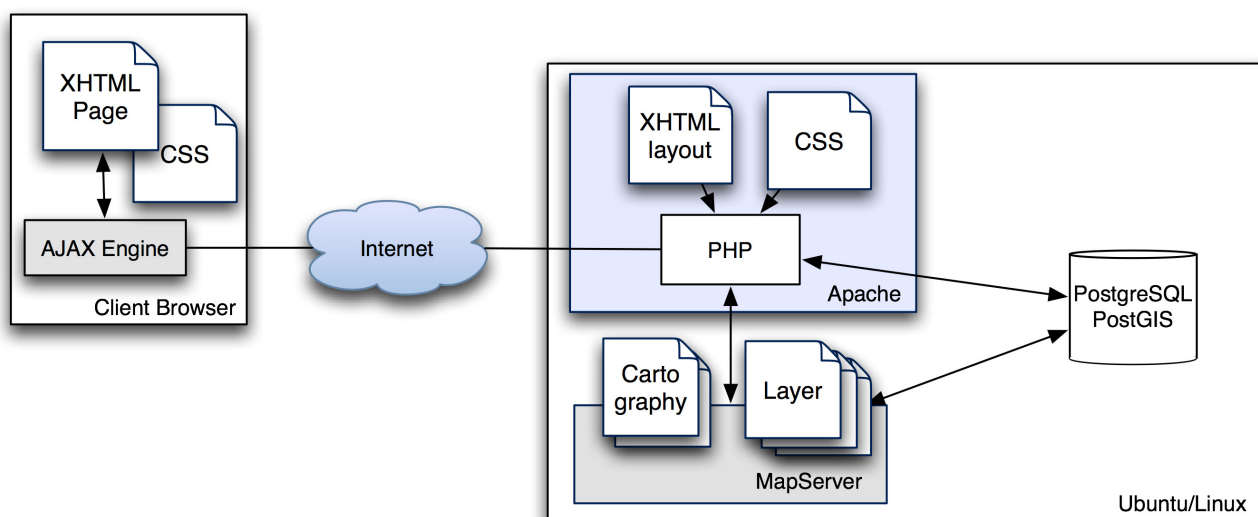 XHTML
Page
CSS
AJAX Engine
Client Browser
Internet
XHTML
layout
CSS
PHP
Apache
PostgreSQL
PostGIS
Carto
graphy
Layer
MapServer
Ubuntu/Linux